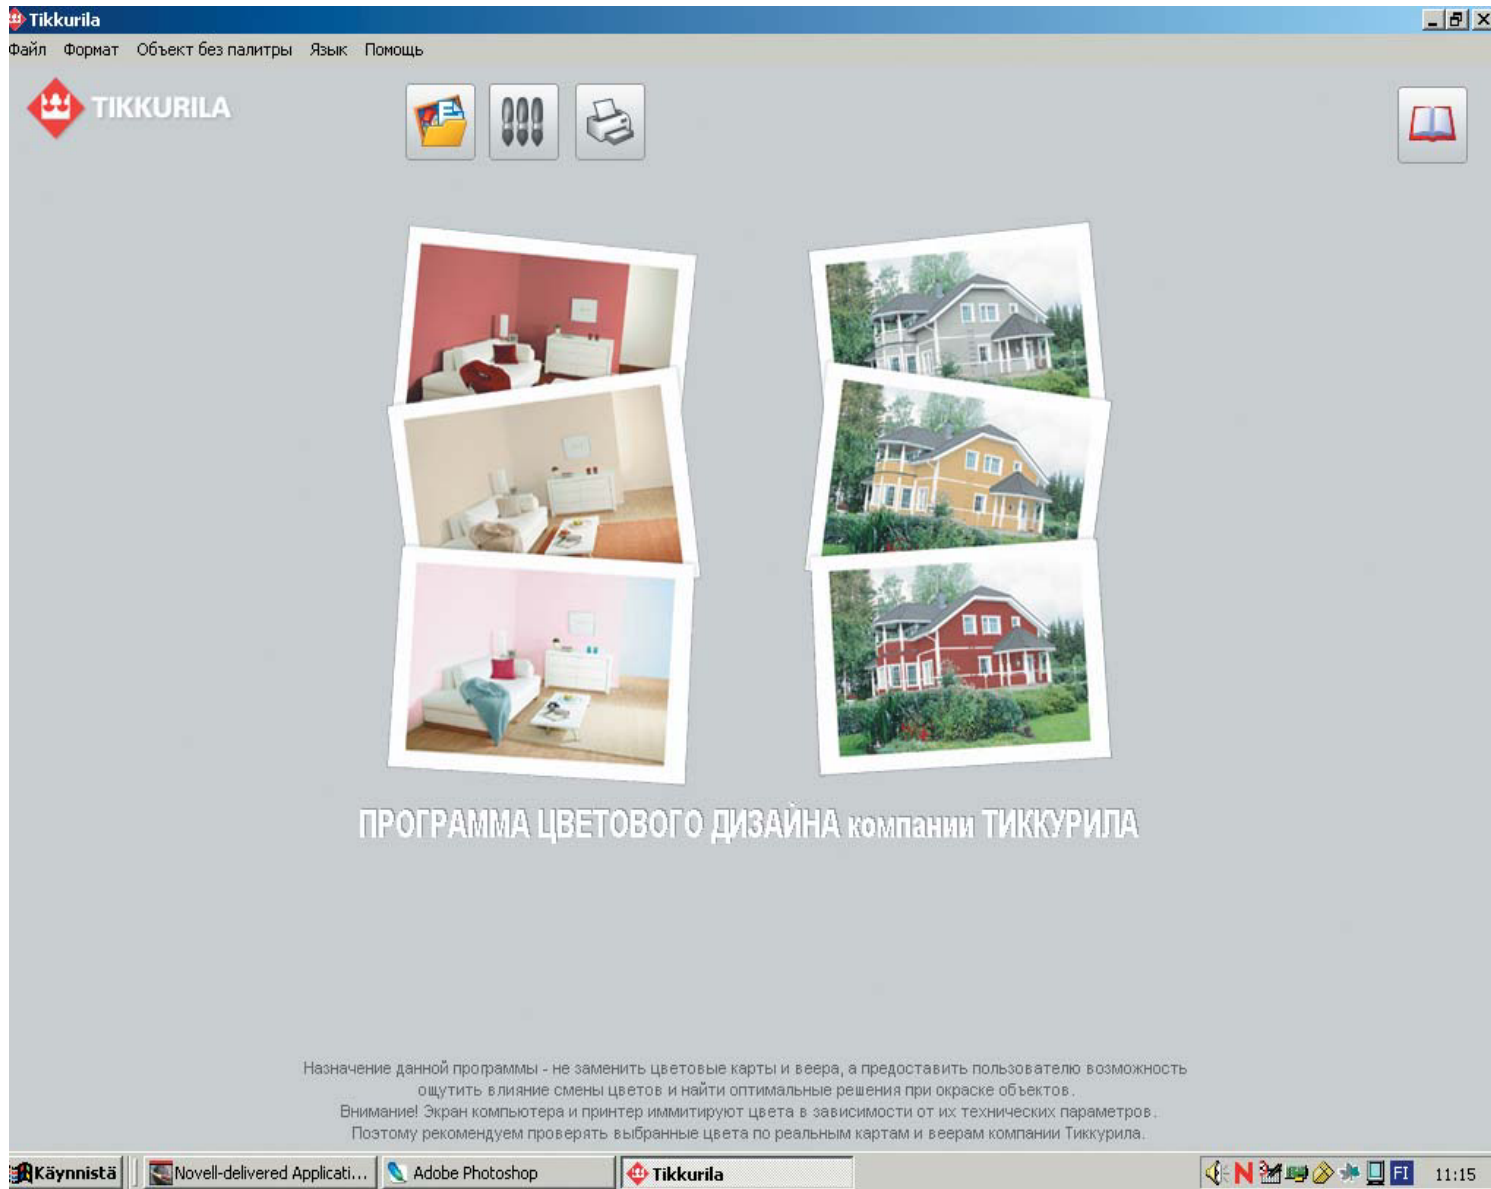 Tikkurila
Файл Формат Объект без палитры Язык Помощь
TIKKURILA
ПРОГРАММА ЦВЕТОВОГО ДИЗАЙНА компании ТИККУРИЛА
Назначение данной программы - не заменить цветовые карты и веера, а предоставить пользователю возможность
ощутить влияние смены цветов и найти оптимальные решения при окраске объектов.
Внимание! Экран компьютера и принтер иммитируют цвета в зависимости от их технических параметров.
Поэтому рекомендуем проверять выбранные цвета по реальным картам и веерам компании Тиккурила.
Käynnistä Novell-delivered Applicati... Adobe Photoshop Tikkurila N FI 11:15